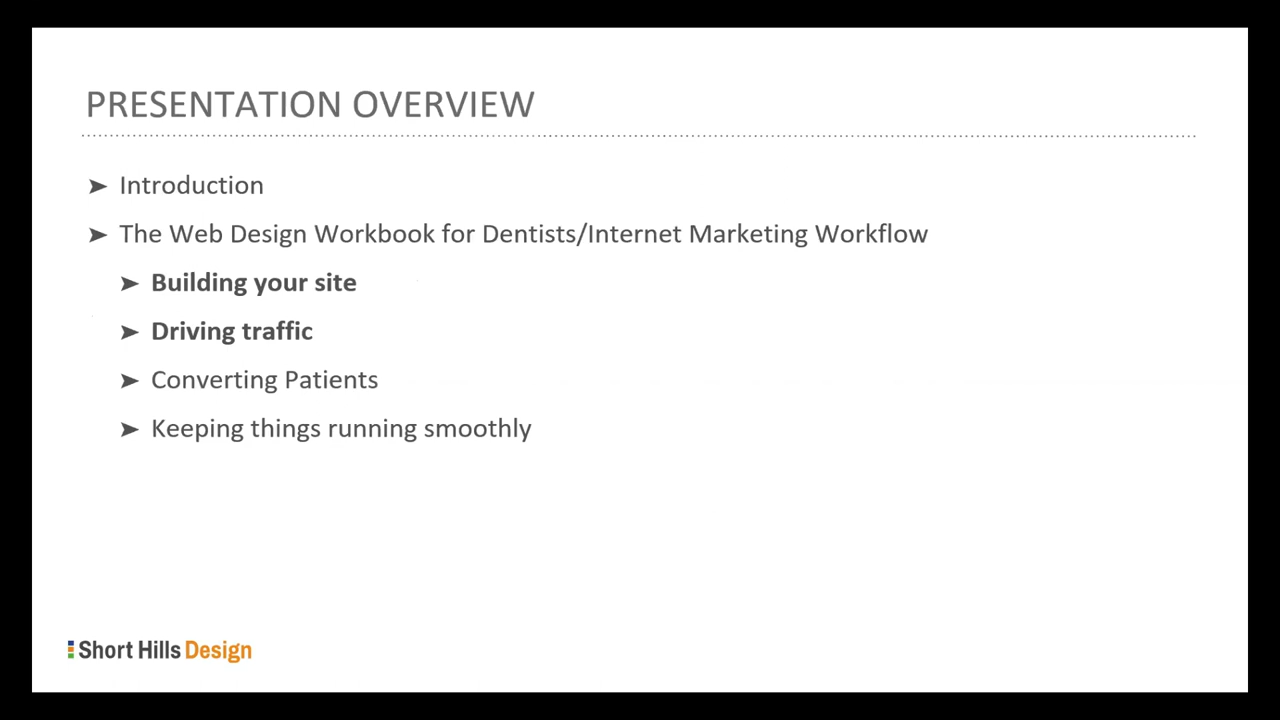 PRESENTATION OVERVIEW
➤ Introduction
➤ The Web Design Workbook for Dentists/Internet Marketing Workflow
➤ Building your site
➤ Driving traffic
➤ Converting Patients
➤ Keeping things running smoothly
Short Hills Design